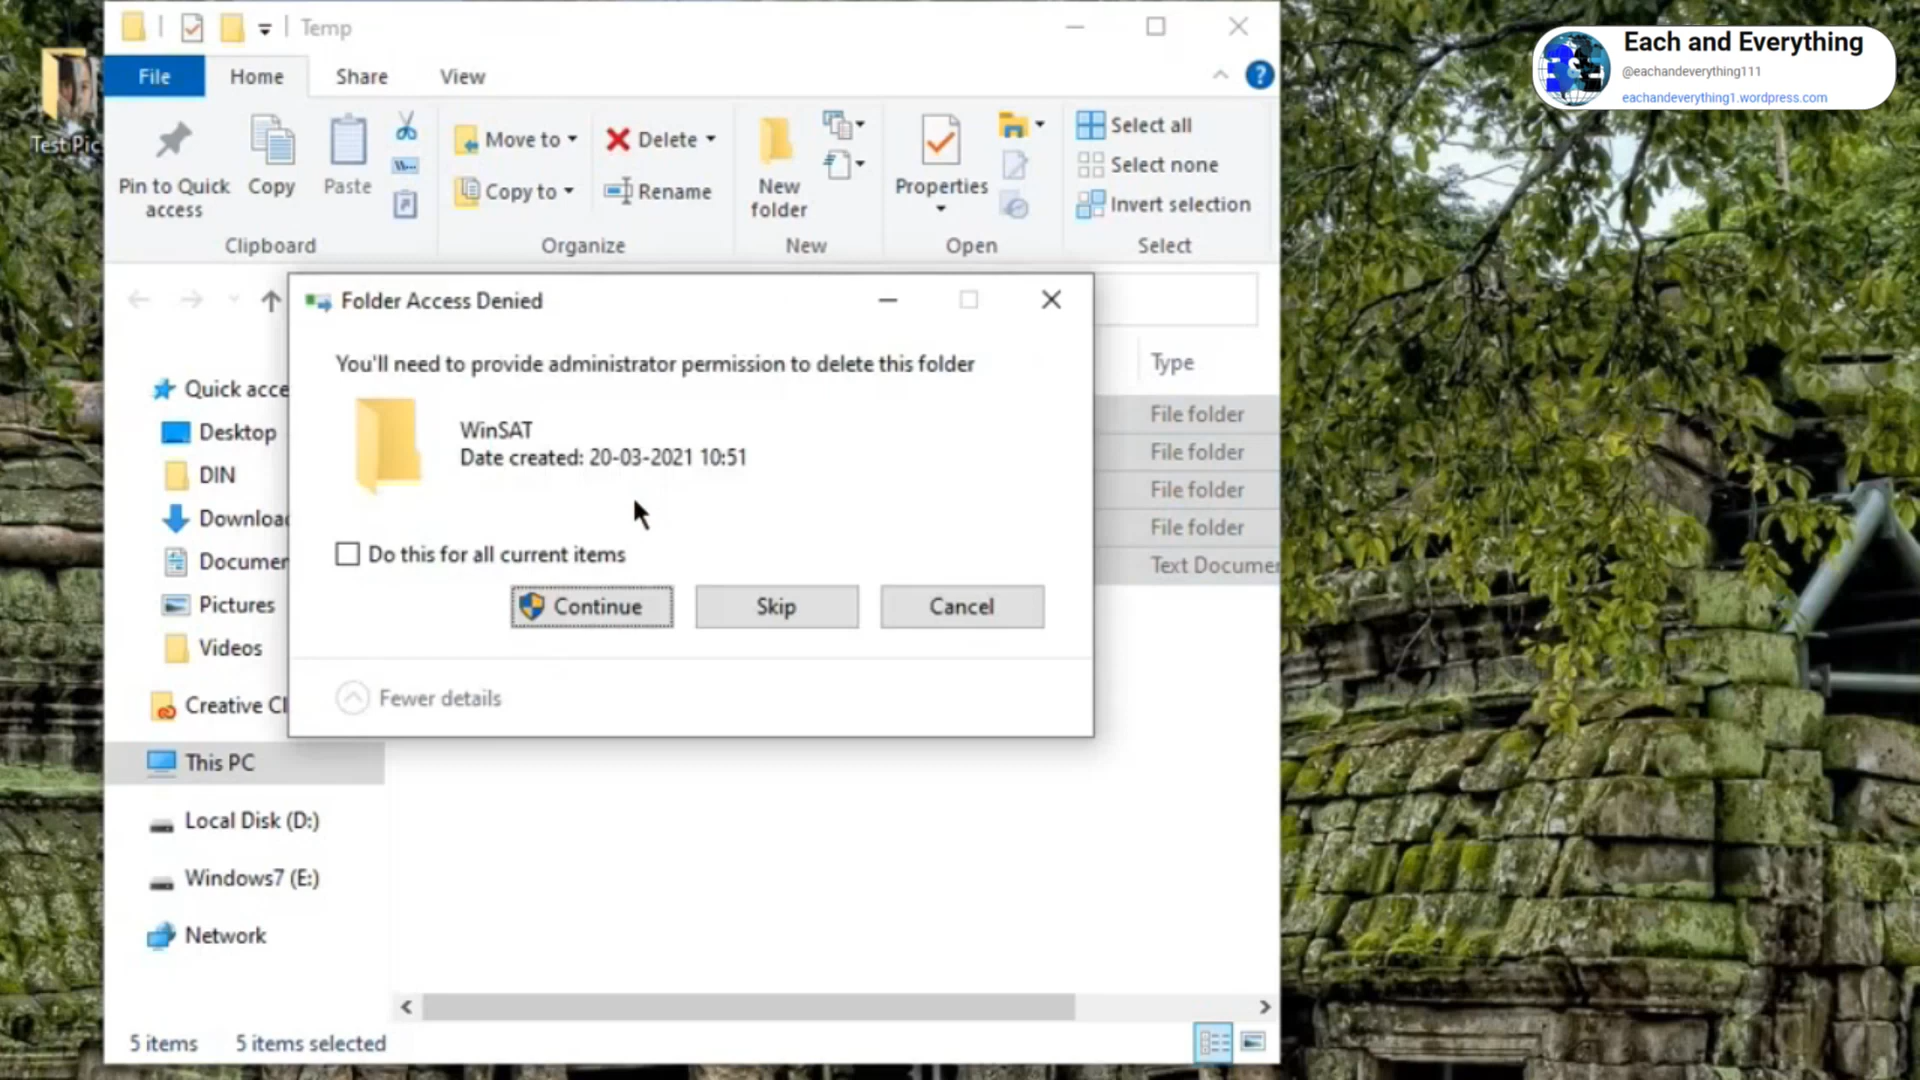 Temp
Each and Everything
@eachandeverything111
eachandeverything1.wordpress.com
File
Home
Share
View
?
Test Pic
Pin to Quick
access
Copy
Paste
Move to
Copy to
Delete
Rename
New
folder
Properties
Select all
Select none
Invert selection
Clipboard
Organize
New
Open
Select
Folder Access Denied
You'll need to provide administrator permission to delete this folder
WinSAT
Date created: 20-03-2021 10:51
Do this for all current items
Continue
Skip
Cancel
Fewer details
Type
File folder
File folder
File folder
File folder
Text Documer
Quick acce
Desktop
DIN
Downloa
Documer
Pictures
Videos
Creative Cl
This PC
Local Disk (D:)
Windows7 (E:)
Network
5 items
5 items selected